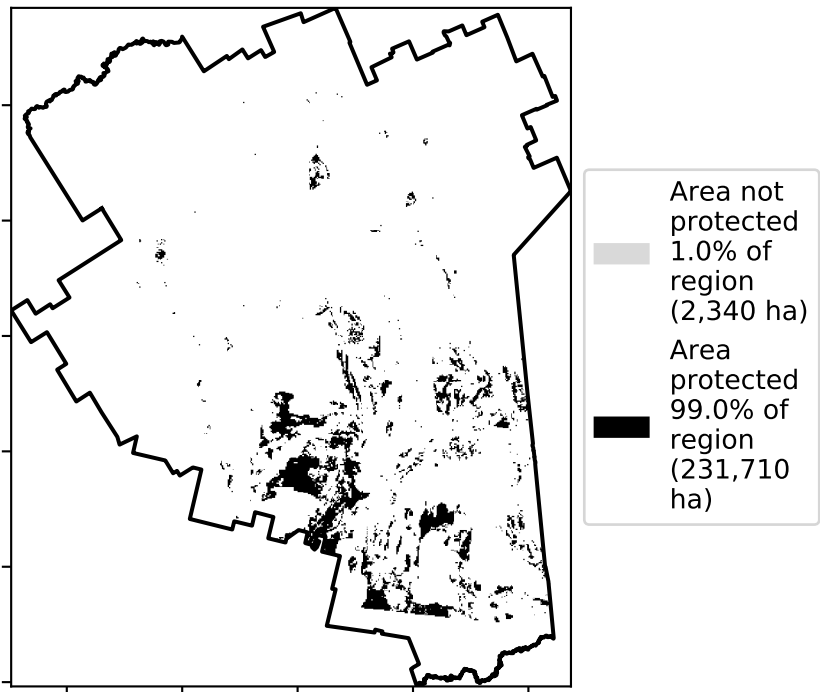 Area not
protected
1.0% of
region
(2,340 ha)
Area
protected
99.0% of
region
(231,710
ha)